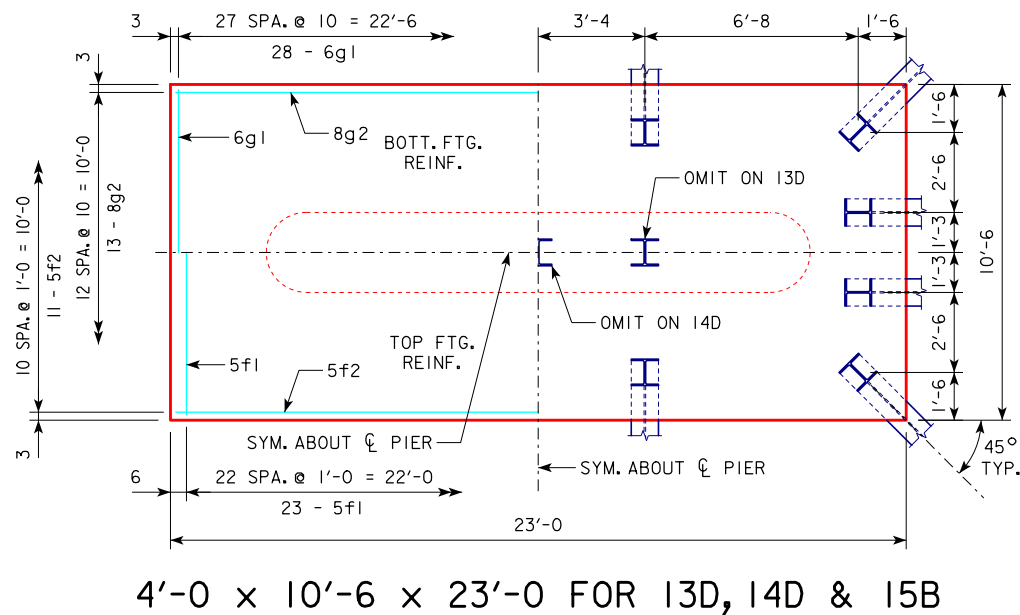 3
27 SPA. @ 10 = 22'-6
28 - 6g1
3'-4
6'-8
1'-6
3
6g1
8g2
BOTT. FTG.
REINF.
OMIT ON 13D
10 SPA. @ 1'-0 = 10'-0
11 - 5f2
12 SPA. @ 10 = 10'-0
13 - 8g2
1'-6
2'-6
1'-3
1'-3
2'-6
1'-6
10'-6
OMIT ON 14D
TOP FTG.
REINF.
5f1
5f2
3
SYM. ABOUT ℄ PIER
SYM. ABOUT ℄ PIER
45°
TYP.
6
22 SPA. @ 1'-0 = 22'-0
23 - 5f1
23'-0
4'-0 x 10'-6 x 23'-0 FOR 13D, 14D & 15B